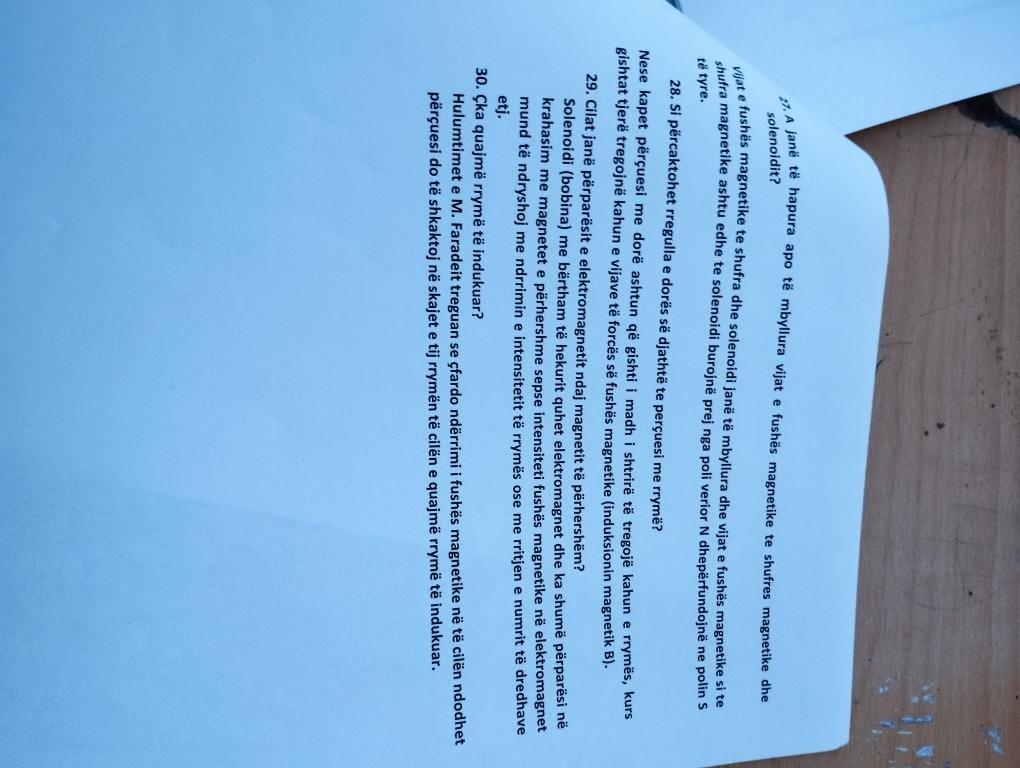 27. A janë të hapura apo të mbyllura vijat e fushës magnetike te shufres magnetike dhe
solenoidit?
Vijat e fushës magnetike te shufra dhe solenoidi janë të mbyllura dhe vijat e fushës magnetike si te
shufra magnetike ashtu edhe te solenoidi burojnë prej nga poli verior N dhepërfundojnë ne polin S
të tyre.
28. Si përcaktohet rregulla e dorës së djathtë te perçuesi me rrymë?
Nese kapet përçuesi me dorë ashtun që gishti i madh i shtrirë të tregojë kahun e rrymës, kurs
gishtat tjerë tregojnë kahun e vijave të forcës së fushës magnetike (induksionin magnetik B).
29. Cilat janë përparësit e elektromagnetit ndaj magnetit të përhershëm?
Solenoidi (bobina) me bërtham të hekurit quhet elektromagnet dhe ka shumë përparësi në
krahasim me magnetet e përhershme sepse intensiteti fushës magnetike në elektromagnet
mund të ndryshoj me ndrrimin e intensitetit të rrymës ose me rritjen e numrit të dredhave
etj.
30. Çka quajmë rrymë të indukuar?
Hulumtimet e M. Faradeit treguan se çfardo ndërrimi i fushës magnetike në të cilën ndodhet
përçuesi do të shkaktoj në skajet e tij rrymën të cilën e quajmë rrymë të indukuar.